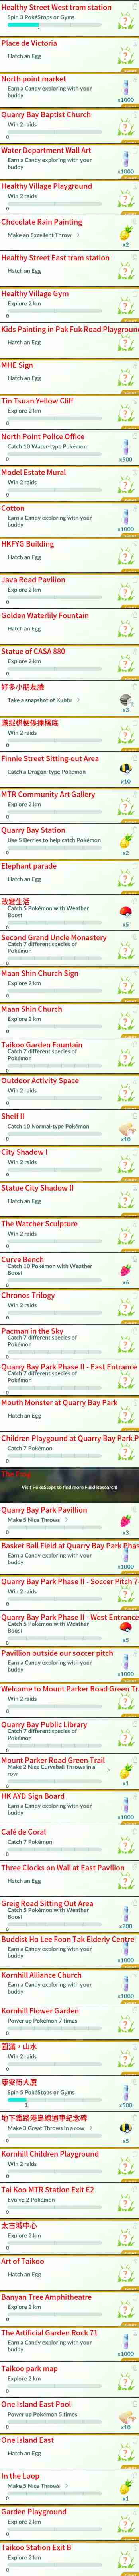 Healthy Street West tram station
Spin 3 PokéStops or Gyms
1
Place de Victoria
Hatch an Egg
North point market
Earn a Candy exploring with your
buddy
x1000
0
Quarry Bay Baptist Church
Win 2 raids
0
Water Department Wall Art
Earn a Candy exploring with your
buddy
x1000
0
Healthy Village Playground
Win 2 raids
0
Chocolate Rain Painting
Make an Excellent Throw
x2
Healthy Street East tram station
Hatch an Egg
Healthy Village Gym
Explore 2 km
0
Kids Painting in Pak Fuk Road Playground
Hatch an Egg
MHE Sign
Hatch an Egg
Tin Tsuan Yellow Cliff
Explore 2 km
0
North Point Police Office
Catch 10 Water-type Pokémon
0
x500
Model Estate Mural
Win 2 raids
0
Cotton
Earn a Candy exploring with your
buddy
x1000
0
HKFYG Building
Hatch an Egg
Java Road Pavilion
Explore 2 km
0
Golden Waterlily Fountain
Hatch an Egg
Statue of CASA 880
Explore 2 km
0
好多小朋友臉
Take a snapshot of Kubfu
x3
Win 2 raids
0
Finnie Street Sitting-out Area
Catch a Dragon-type Pokémon
x10
MTR Community Art Gallery
Explore 2 km
0
Quarry Bay Station
Use 5 Berries to help catch Pokémon
0
x2
Elephant parade
Hatch an Egg
改變生活
Catch 5 Pokémon with Weather
Boost
0
x5
Second Grand Uncle Monastery
Catch 7 different species of
Pokémon
0
Maan Shin Church Sign
Explore 2 km
0
Maan Shin Church
Explore 2 km
0
Taikoo Garden Fountain
Catch 7 different species of
Pokémon
0
Outdoor Activity Space
Win 2 raids
0
Shelf II
Catch 10 Normal-type Pokémon
0
x10
City Shadow I
Win 2 raids
0
Statue City Shadow II
Hatch an Egg
The Watcher Sculpture
Win 2 raids
0
Curve Bench
Catch 10 Pokémon with Weather
Boost
0
x6
Chronos Trilogy
Win 2 raids
0
Pacman in the Sky
Catch 7 different species of
Pokémon
0
Quarry Bay Park Phase II - East Entrance
Catch 7 different species of
Pokémon
0
Mouth Monster at Quarry Bay Park
Hatch an Egg
Children Playgound at Quarry Bay Park P
Catch 7 Pokémon
0
Visit PokéStops to find more Field Research!
Quarry Bay Park Pavillion
Make 5 Nice Throws
0
x3
Basket Ball Field at Quarry Bay Park Phas
Earn a Candy exploring with your
buddy
x1000
0
Quarry Bay Park Phase II - Soccer Pitch 7-
Win 2 raids
0
Quarry Bay Park Phase II - West Entrance
Catch 5 Pokémon with Weather
Boost
0
x5
Pavillion outside our soccer pitch
Earn a Candy exploring with your
buddy
x1000
0
Welcome to Mount Parker Road Green Tr
Win 2 raids
0
Quarry Bay Public Library
Catch 7 different species of
Pokémon
0
Mount Parker Road Green Trail
Make 2 Nice Curveball Throws in a
row
0
x1
HK AYD Sign Board
Earn a Candy exploring with your
buddy
x1000
0
Café de Coral
Catch 7 Pokémon
0
Three Clocks on Wall at East Pavilion
Hatch an Egg
Greig Road Sitting Out Area
Catch 5 Pokémon with Weather
Boost
0
x200
Buddist Ho Lee Foon Tak Elderly Centre
Earn a Candy exploring with your
buddy
x1000
0
Kornhill Alliance Church
Earn a Candy exploring with your
buddy
x1000
0
Kornhill Flower Garden
Power up Pokémon 7 times
0
圓滿，山水
Win 2 raids
0
康安街大廈
Spin 5 PokéStops or Gyms
1
x500
地下鐵路港島線通車紀念碑
Make 3 Great Throws in a row
0
x5
Kornhill Children Playground
Win 2 raids
0
Tai Koo MTR Station Exit E2
Evolve 2 Pokémon
0
太古城中心
Explore 2 km
0
Art of Taikoo
Hatch an Egg
Banyan Tree Amphitheatre
Explore 2 km
0
The Artificial Garden Rock 71
Earn a Candy exploring with your
buddy
x1000
0
Taikoo park map
Explore 2 km
0
One Island East Pool
Power up Pokémon 5 times
0
x10
One Island East
Hatch an Egg
In the Loop
Make 5 Nice Throws
0
x1
Garden Playground
Explore 2 km
0
Taikoo Station Exit B
Explore 2 km
0